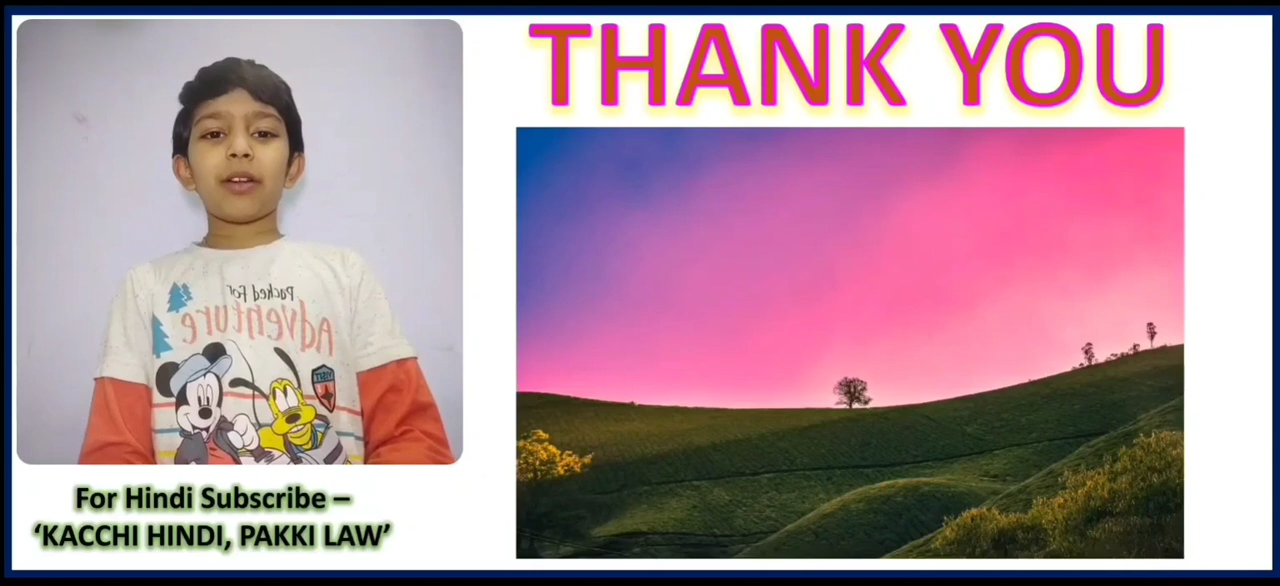 THANK YOU
Packed For
Adventure
For Hindi Subscribe –
‘KACCHI HINDI, PAKKI LAW’